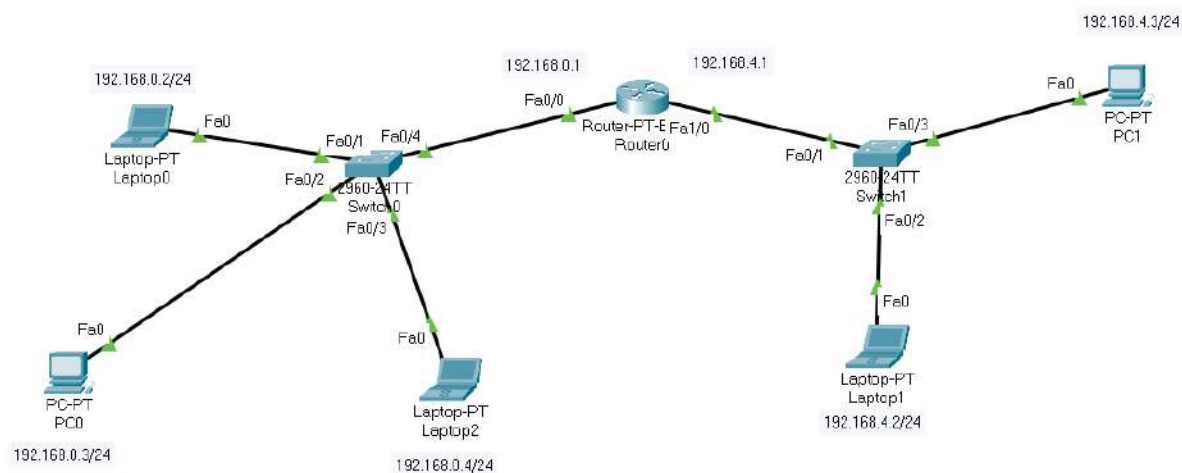 192.168.4.3/24
192.168.0.1
192.168.4.1
192.168.0.2/24
Fa0
Fa0/0
Fa0
Router-PT-E
Fa1/0
Router0
Fa0/3
PC-PT
PC1
Fa0/1
Fa0/4
Fa0/1
Laptop-PT
Laptop0
Fa0/2
2960-24TT
Switch0
2960-24TT
Switch1
Fa0/3
Fa0/2
Fa0
Fa0
Fa0
PC-PT
PC0
Laptop-PT
Laptop2
Laptop-PT
Laptop1
192.168.4.2/24
192.168.0.3/24
192.168.0.4/24